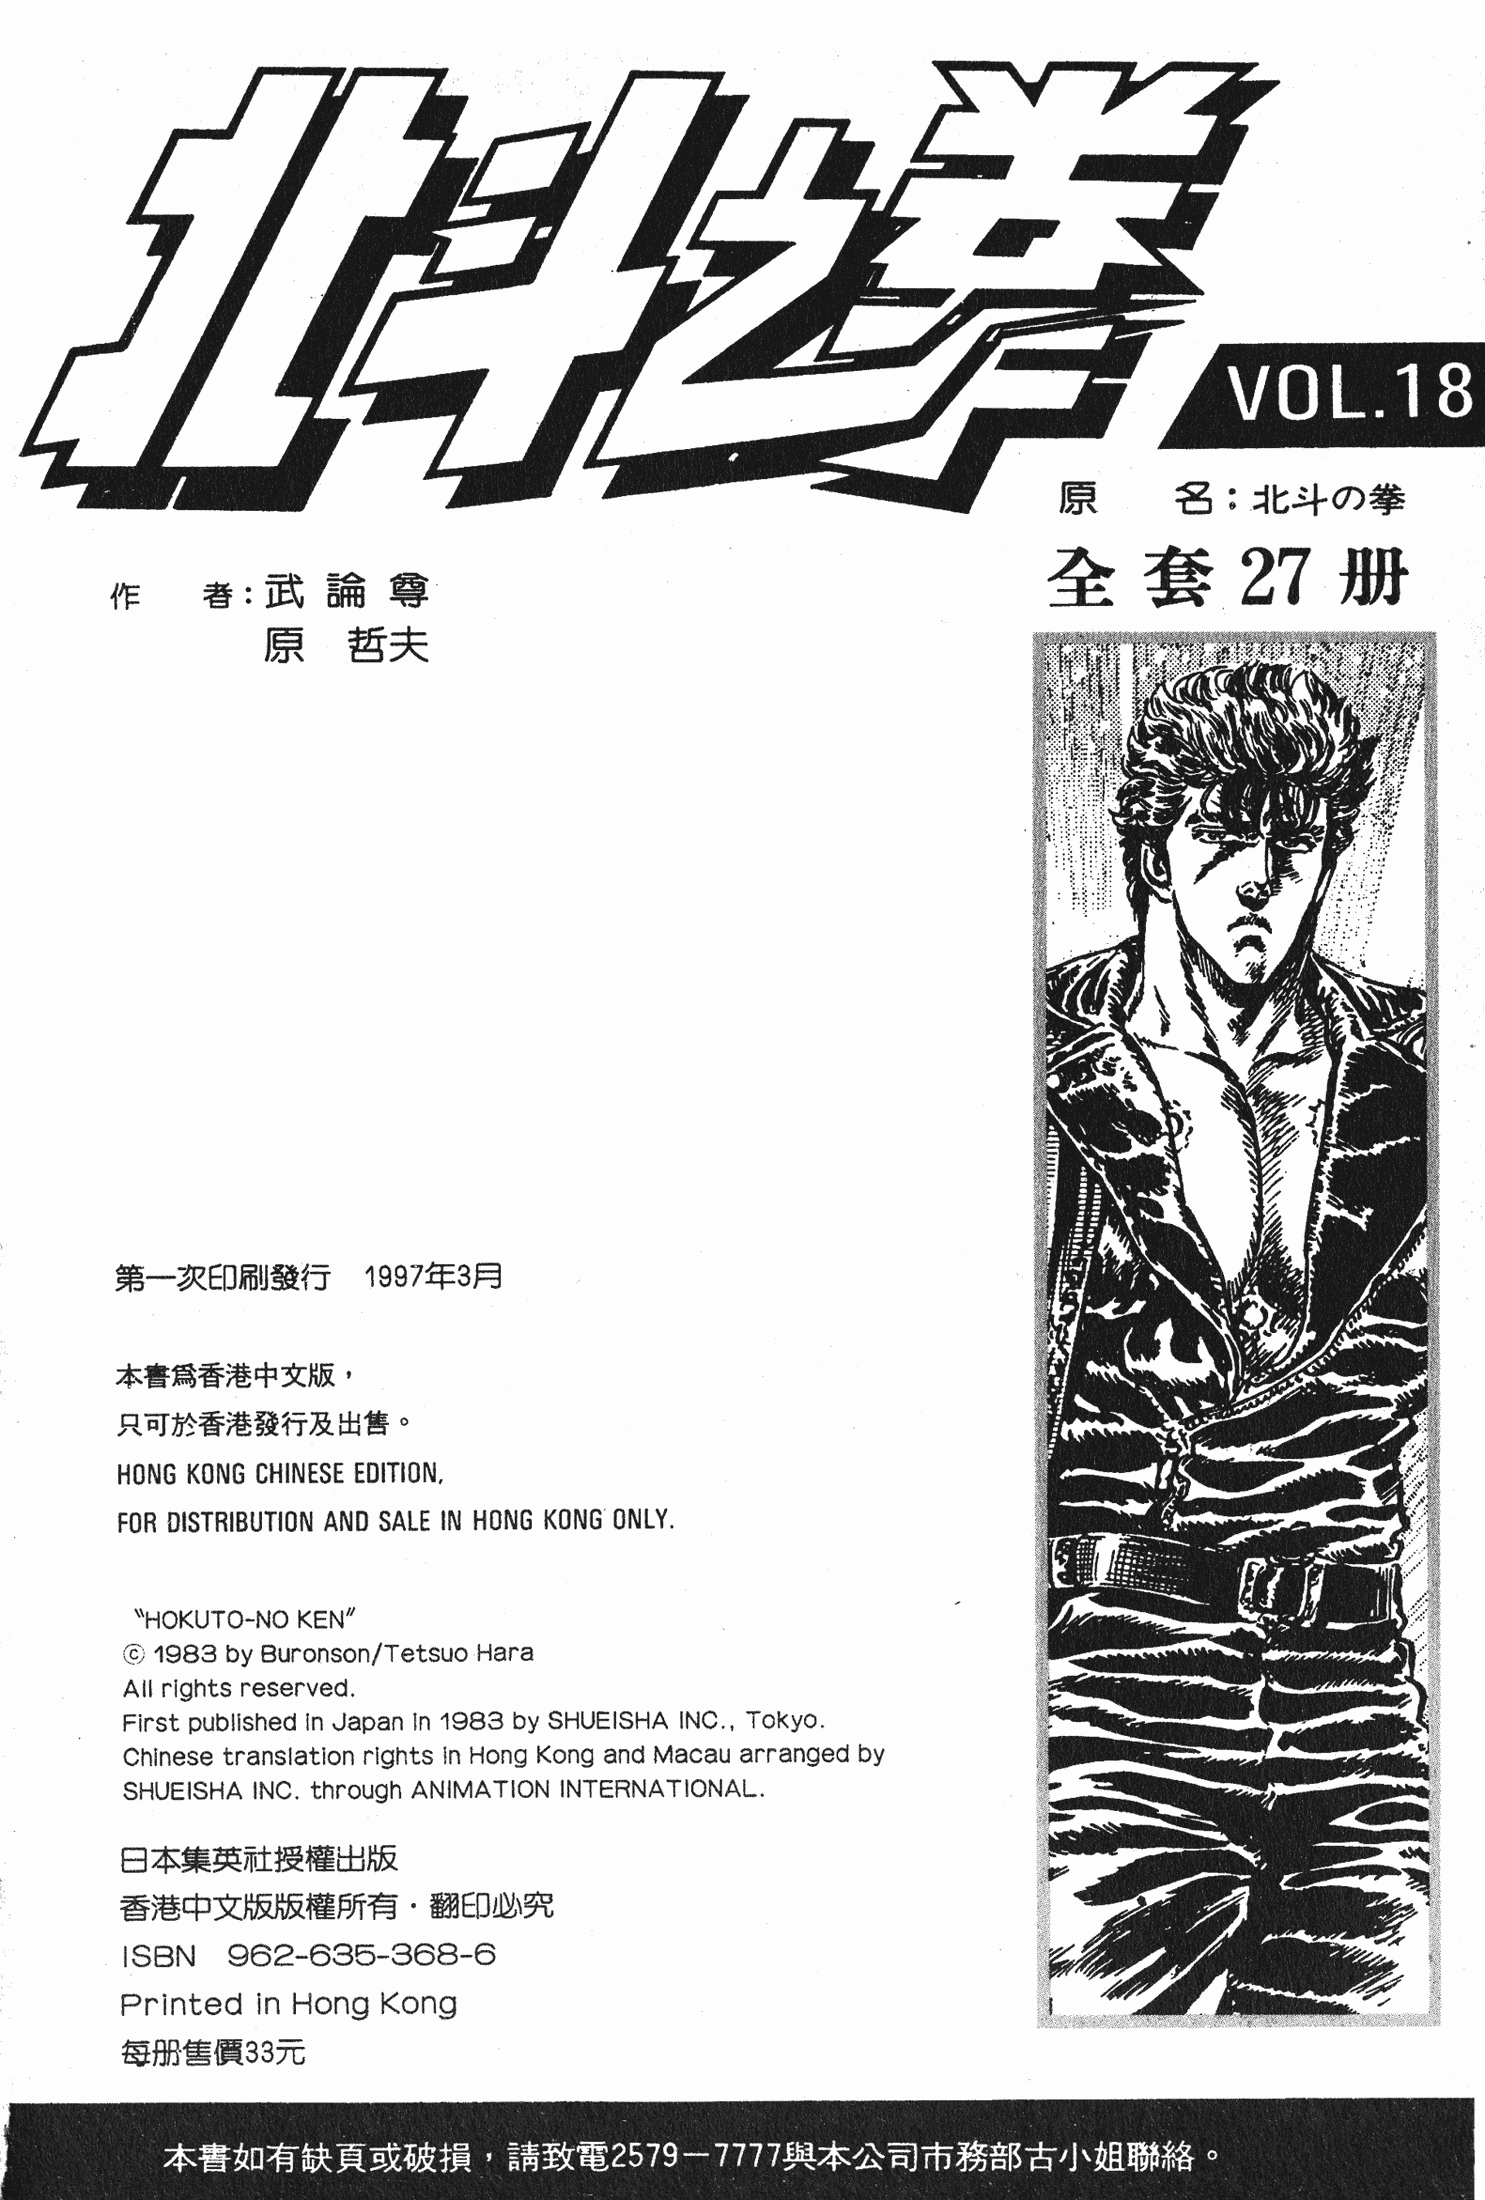 北斗之拳
VOL.18
原　名：北斗の拳
全套27册
作　者：武論尊
原　哲夫
第一次印刷發行　1997年3月
本書爲香港中文版，
只可於香港發行及出售。
HONG KONG CHINESE EDITION,
FOR DISTRIBUTION AND SALE IN HONG KONG ONLY.
"HOKUTO-NO KEN"
© 1983 by Buronson/Tetsuo Hara
All rights reserved.
First published in Japan in 1983 by SHUEISHA INC., Tokyo.
Chinese translation rights in Hong Kong and Macau arranged by
SHUEISHA INC. through ANIMATION INTERNATIONAL.
日本集英社授權出版
香港中文版版權所有・翻印必究
ISBN　962-635-368-6
Printed in Hong Kong
每册售價33元
本書如有缺頁或破損，請致電2579－7777與本公司市務部古小姐聯絡。